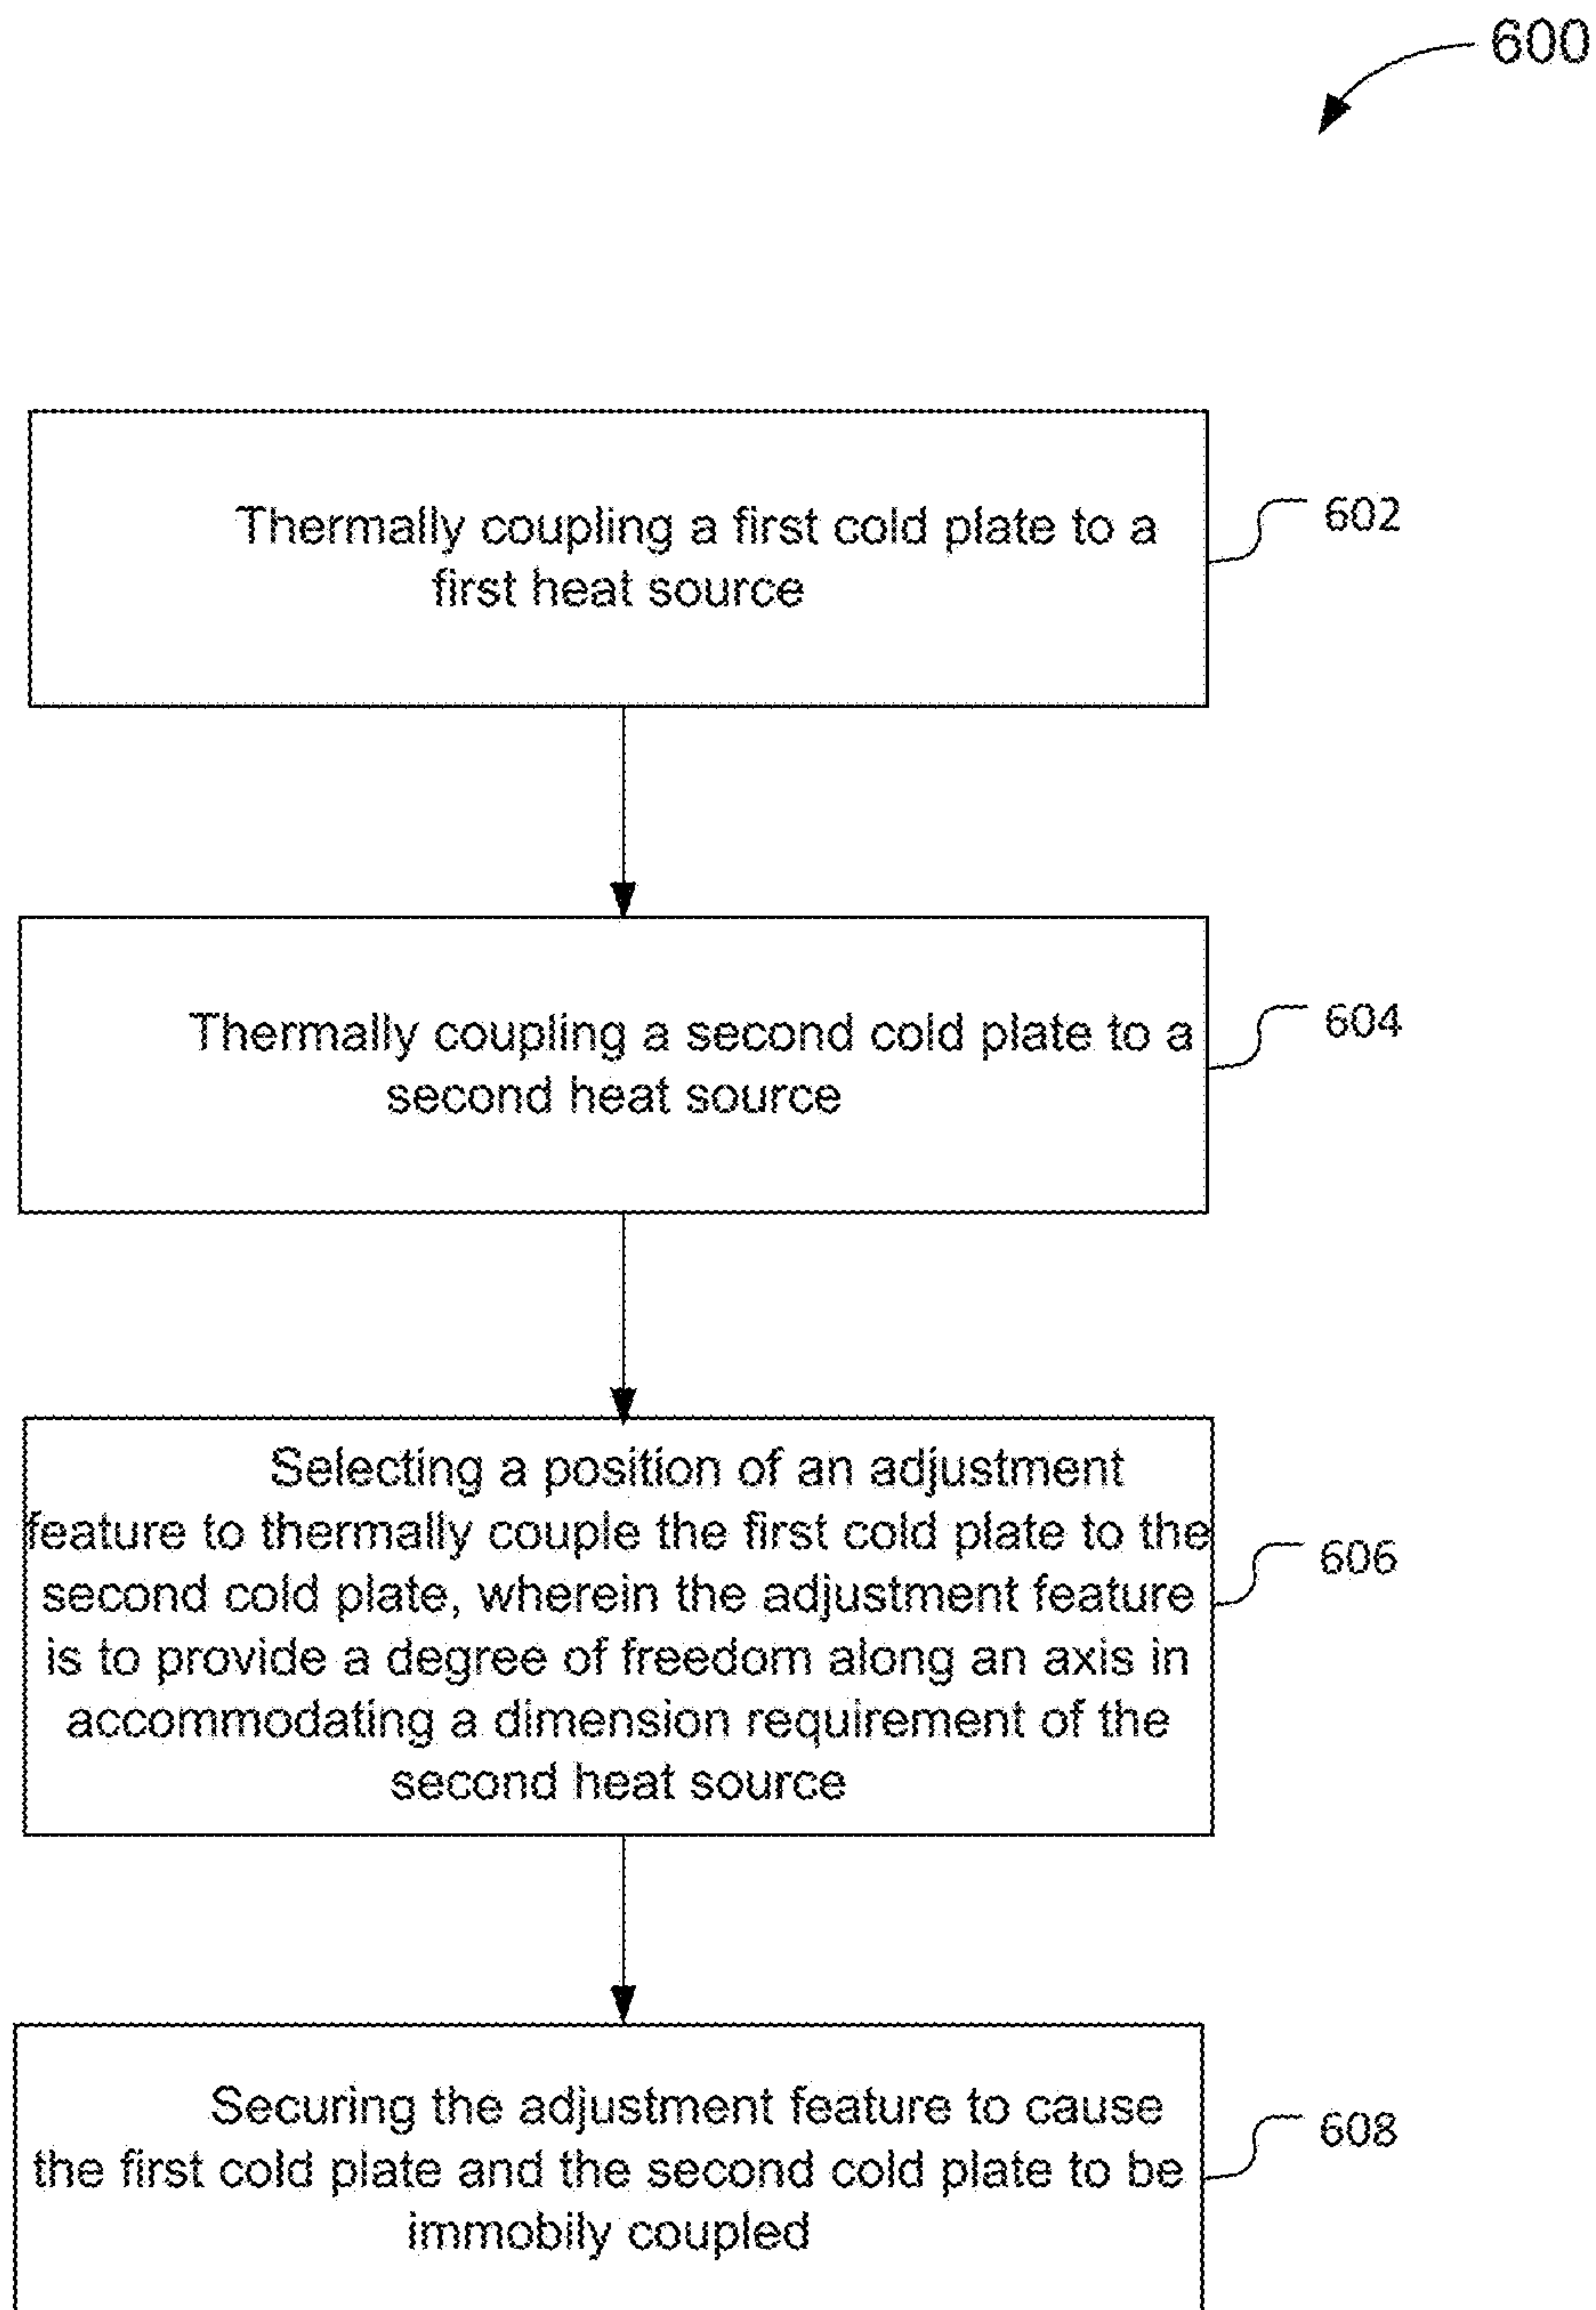 600
Thermally coupling a first cold plate to a
first heat source
602
Thermally coupling a second cold plate to a
second heat source
604
Selecting a position of an adjustment
feature to thermally couple the first cold plate to the
second cold plate, wherein the adjustment feature
is to provide a degree of freedom along an axis in
accommodating a dimension requirement of the
second heat source
606
Securing the adjustment feature to cause
the first cold plate and the second cold plate to be
immobily coupled
608